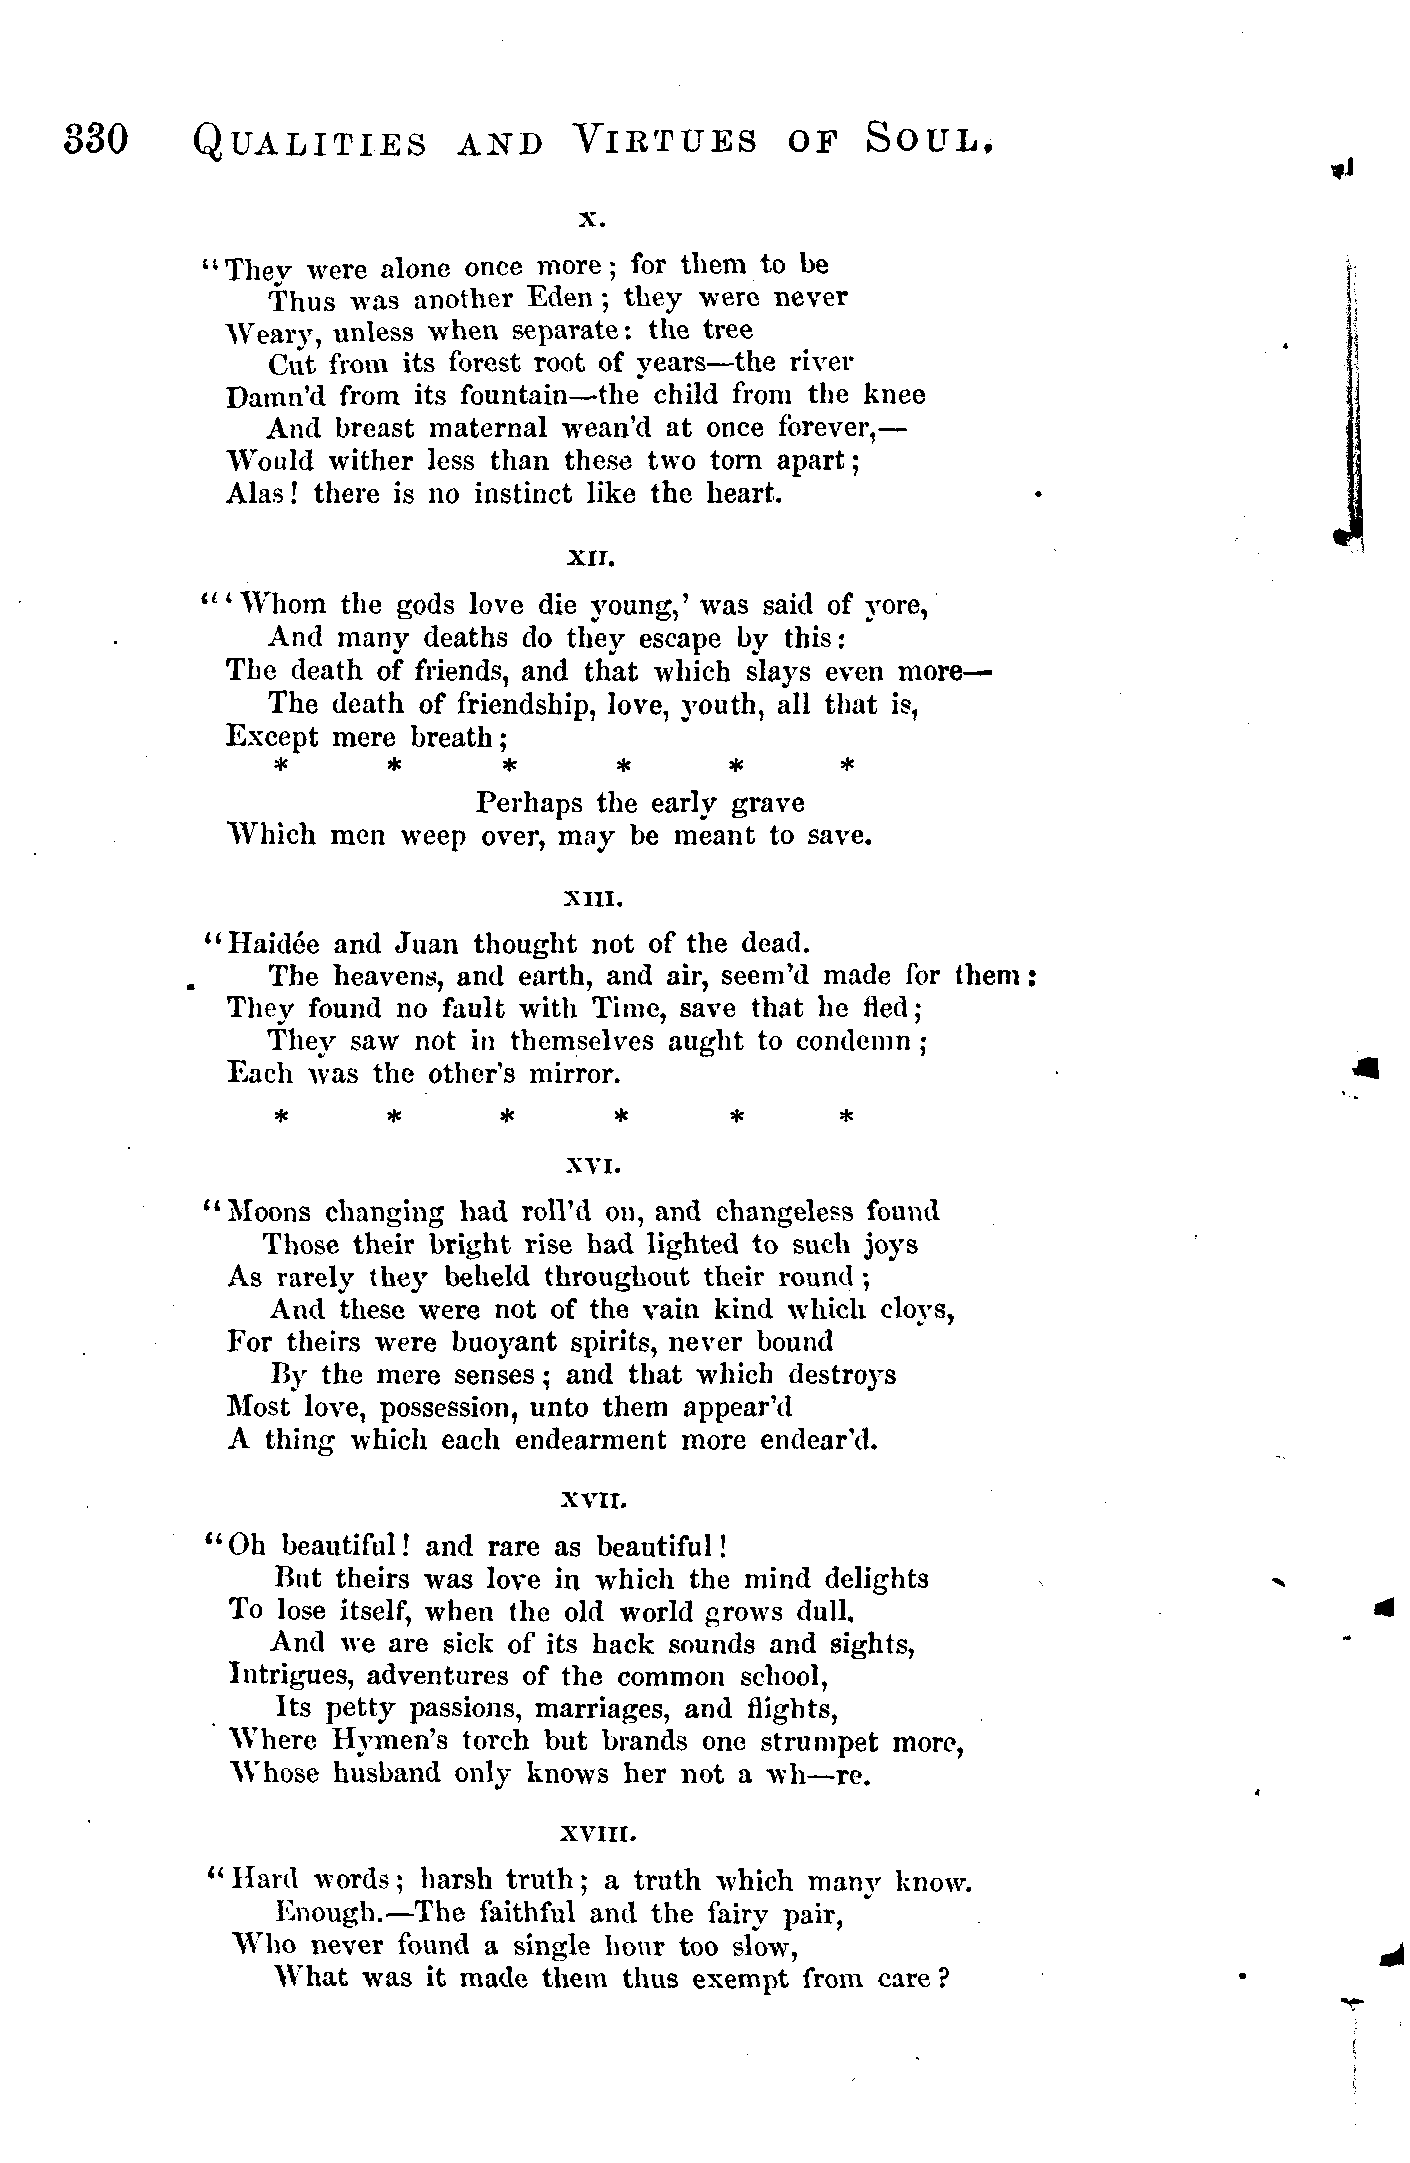 330 QUALITIES AND VIRTUES OF SOUL.
X.
"They were alone once more; for them to be
Thus was another Eden; they were never
Weary, unless when separate: the tree
Cut from its forest root of years—the river
Damn'd from its fountain—the child from the knee
And breast maternal wean'd at once forever,—
Would wither less than these two torn apart;
Alas! there is no instinct like the heart.
XII.
"'Whom the gods love die young,' was said of yore,
And many deaths do they escape by this:
The death of friends, and that which slays even more—
The death of friendship, love, youth, all that is,
Except mere breath;
* * * * * *
Perhaps the early grave
Which men weep over, may be meant to save.
XIII.
"Haidée and Juan thought not of the dead.
The heavens, and earth, and air, seem'd made for them:
They found no fault with Time, save that he fled;
They saw not in themselves aught to condemn;
Each was the other's mirror.
* * * * * *
XVI.
"Moons changing had roll'd on, and changeless found
Those their bright rise had lighted to such joys
As rarely they beheld throughout their round;
And these were not of the vain kind which cloys,
For theirs were buoyant spirits, never bound
By the mere senses; and that which destroys
Most love, possession, unto them appear'd
A thing which each endearment more endear'd.
XVII.
"Oh beautiful! and rare as beautiful!
But theirs was love in which the mind delights
To lose itself, when the old world grows dull,
And we are sick of its hack sounds and sights,
Intrigues, adventures of the common school,
Its petty passions, marriages, and flights,
Where Hymen's torch but brands one strumpet more,
Whose husband only knows her not a wh—re.
XVIII.
"Hard words; harsh truth; a truth which many know.
Enough.—The faithful and the fairy pair,
Who never found a single hour too slow,
What was it made them thus exempt from care?